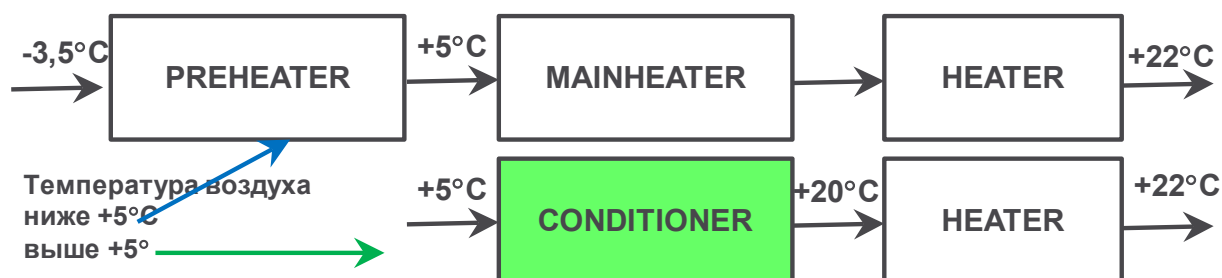 -3,5°C
PREHEATER
+5°C
MAINHEATER
HEATER
+22°C
Температура воздуха
ниже +5°C
выше +5°
+5°C
CONDITIONER
+20°C
HEATER
+22°C